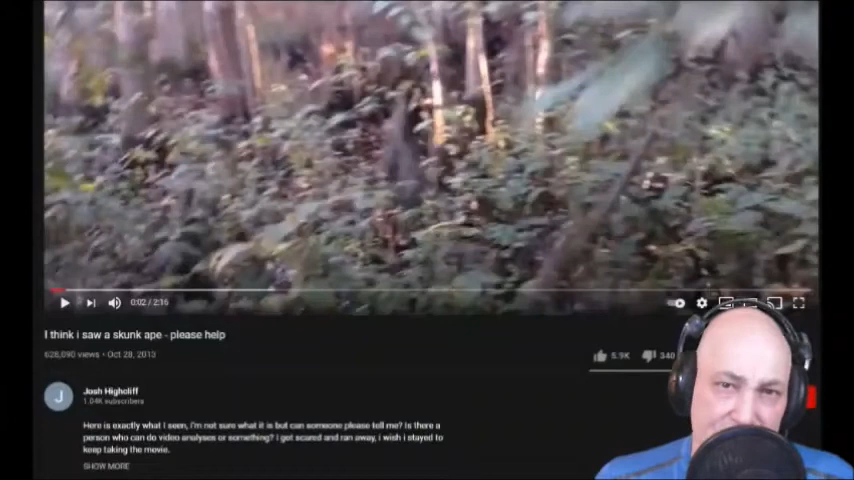 0:02 / 2:16
I think i saw a skunk ape - please help
628,090 views • Oct 28, 2013
5.9K
340
J
Josh Highcliff
1.04K subscribers
Here is exactly what I seen, i'm not sure what it is but can someone please tell me? Is there a
person who can do video analyses or something? I got scared and ran away, i wish i stayed to
keep taking the movie.
SHOW MORE